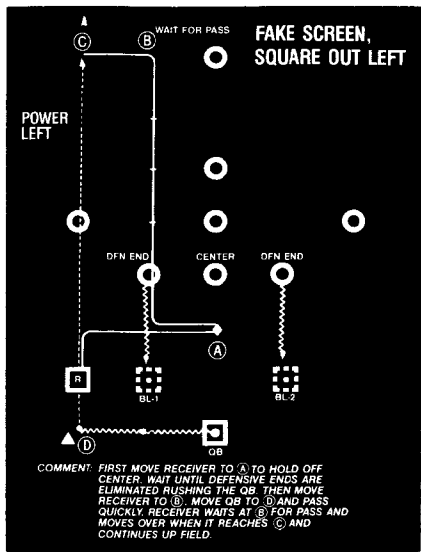 Ⓒ Ⓑ WAIT FOR PASS FAKE SCREEN,
SQUARE OUT LEFT
POWER
LEFT
DFN END CENTER DFN END
Ⓐ
R
BL-1 BL-2
Ⓓ QB
COMMENT: FIRST MOVE RECEIVER TO Ⓐ TO HOLD OFF
CENTER. WAIT UNTIL DEFENSIVE ENDS ARE
ELIMINATED RUSHING THE QB. THEN MOVE
RECEIVER TO Ⓑ. MOVE QB TO Ⓓ AND PASS
QUICKLY. RECEIVER WAITS AT Ⓑ FOR PASS AND
MOVES OVER WHEN IT REACHES Ⓒ AND
CONTINUES UP FIELD.